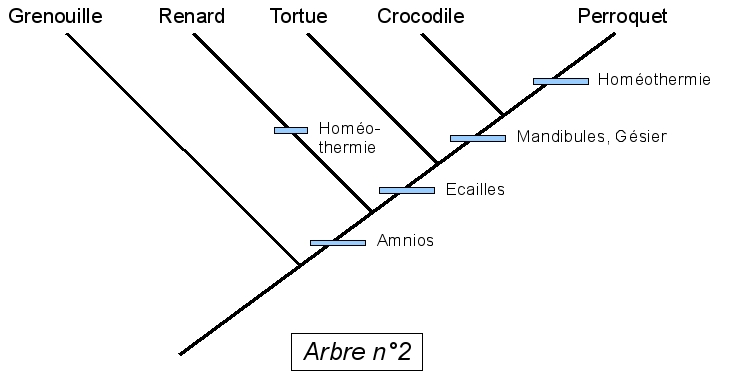 Grenouille Renard Tortue Crocodile Perroquet
Homéothermie
Homéo-
thermie
Mandibules, Gésier
Ecailles
Amnios
Arbre n°2